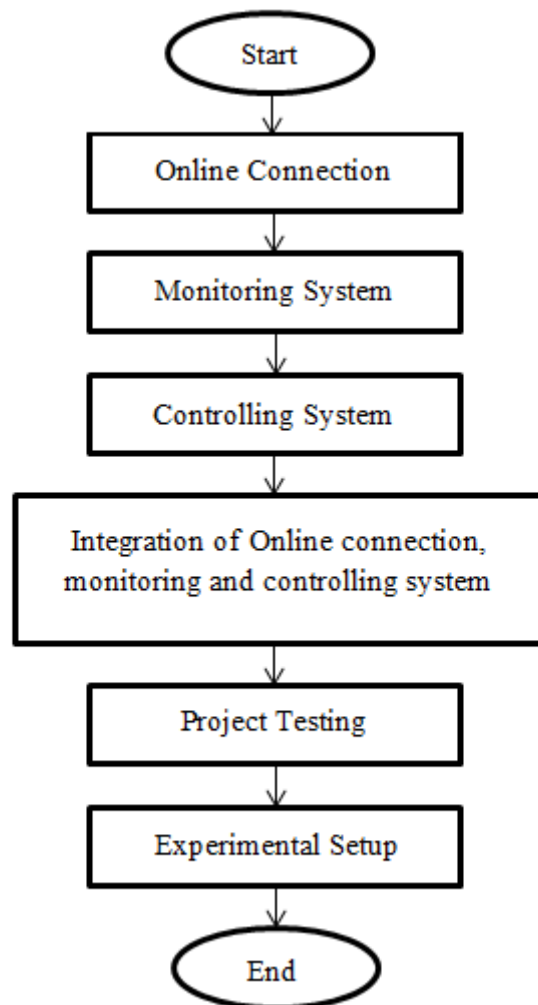 Start
Online Connection
Monitoring System
Controlling System
Integration of Online connection,
monitoring and controlling system
Project Testing
Experimental Setup
End